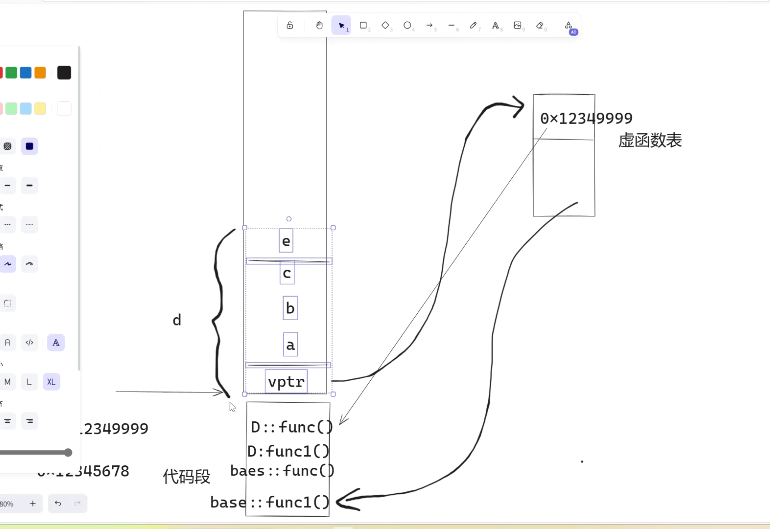 0×12349999
虚函数表
e
c
b
d
a
vptr
M L XL
D::func()
12349999
D:func1()
baes::func()
0×12345678
代码段
base::func1()
80%